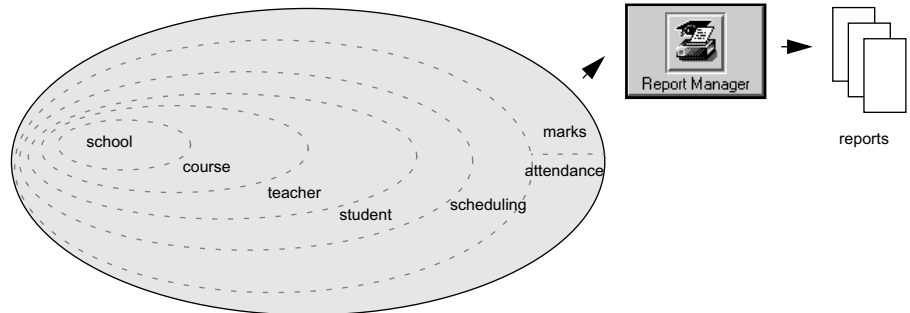 school
course
teacher
student
scheduling
marks
attendance
Report Manager
reports